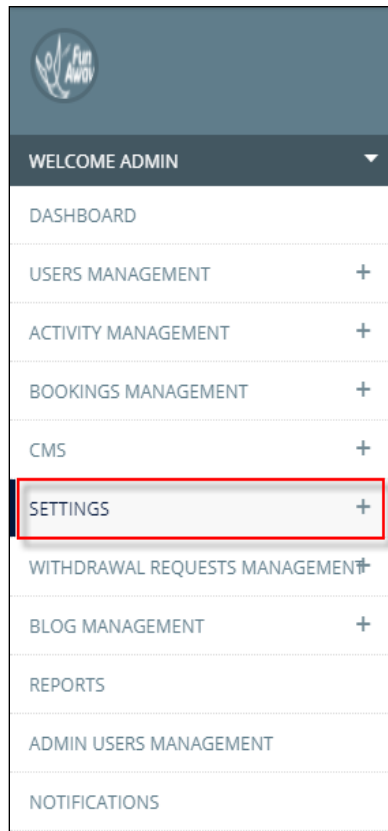 Fun
Away
WELCOME ADMIN
DASHBOARD
USERS MANAGEMENT +
ACTIVITY MANAGEMENT +
BOOKINGS MANAGEMENT +
CMS +
SETTINGS +
WITHDRAWAL REQUESTS MANAGEMENT +
BLOG MANAGEMENT +
REPORTS
ADMIN USERS MANAGEMENT
NOTIFICATIONS